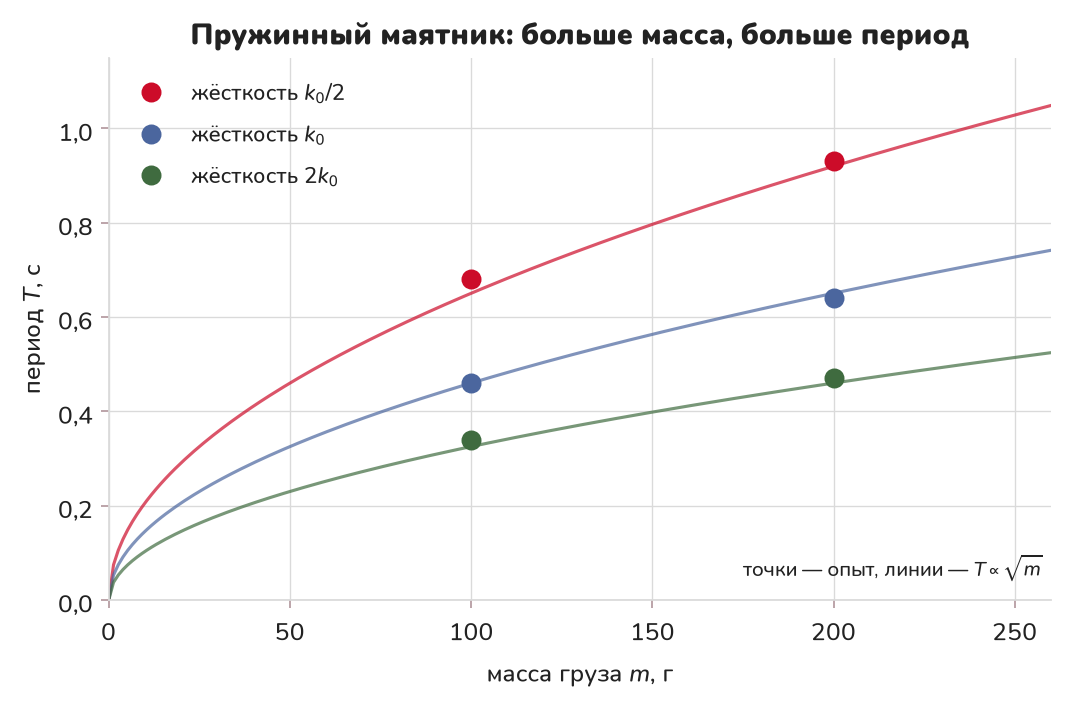 Пружинный маятник: больше масса, больше период
жёсткость k₀/2
жёсткость k₀
жёсткость 2k₀
период T, с
1,0
0,8
0,6
0,4
0,2
0,0
точки — опыт, линии — T ∝ √m
0 50 100 150 200 250
масса груза m, г